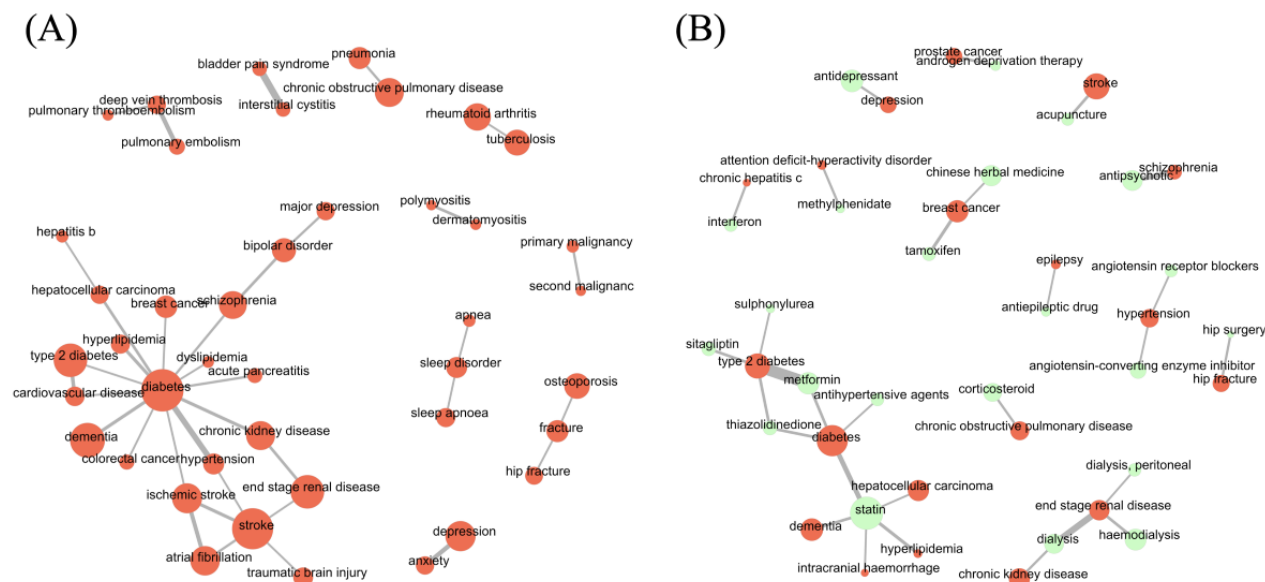 (A)
pneumonia
bladder pain syndrome
chronic obstructive pulmonary disease
deep vein thrombosis
interstitial cystitis
pulmonary thromboembolism
rheumatoid arthritis
pulmonary embolism
tuberculosis
major depression
polymyositis
dermatomyositis
hepatitis b
bipolar disorder
primary malignancy
hepatocellular carcinoma
schizophrenia
breast cancer
second malignanc
apnea
hyperlipidemia
type 2 diabetes
dyslipidemia
sleep disorder
acute pancreatitis
diabetes
osteoporosis
cardiovascular disease
sleep apnoea
dementia
chronic kidney disease
fracture
colorectal cancer
hypertension
hip fracture
ischemic stroke
end stage renal disease
stroke
depression
atrial fibrillation
anxiety
traumatic brain injury
(B)
prostate cancer
androgen deprivation therapy
antidepressant
stroke
depression
acupuncture
attention deficit-hyperactivity disorder
chronic hepatitis c
chinese herbal medicine
schizophrenia
antipsychotic
methylphenidate
breast cancer
interferon
tamoxifen
epilepsy
angiotensin receptor blockers
sulphonylurea
antiepileptic drug
hypertension
hip surgery
sitagliptin
type 2 diabetes
angiotensin-converting enzyme inhibitor
metformin
hip fracture
antihypertensive agents
corticosteroid
thiazolidinedione
diabetes
chronic obstructive pulmonary disease
dialysis, peritoneal
hepatocellular carcinoma
end stage renal disease
statin
dementia
haemodialysis
dialysis
hyperlipidemia
intracranial haemorrhage
chronic kidney disease